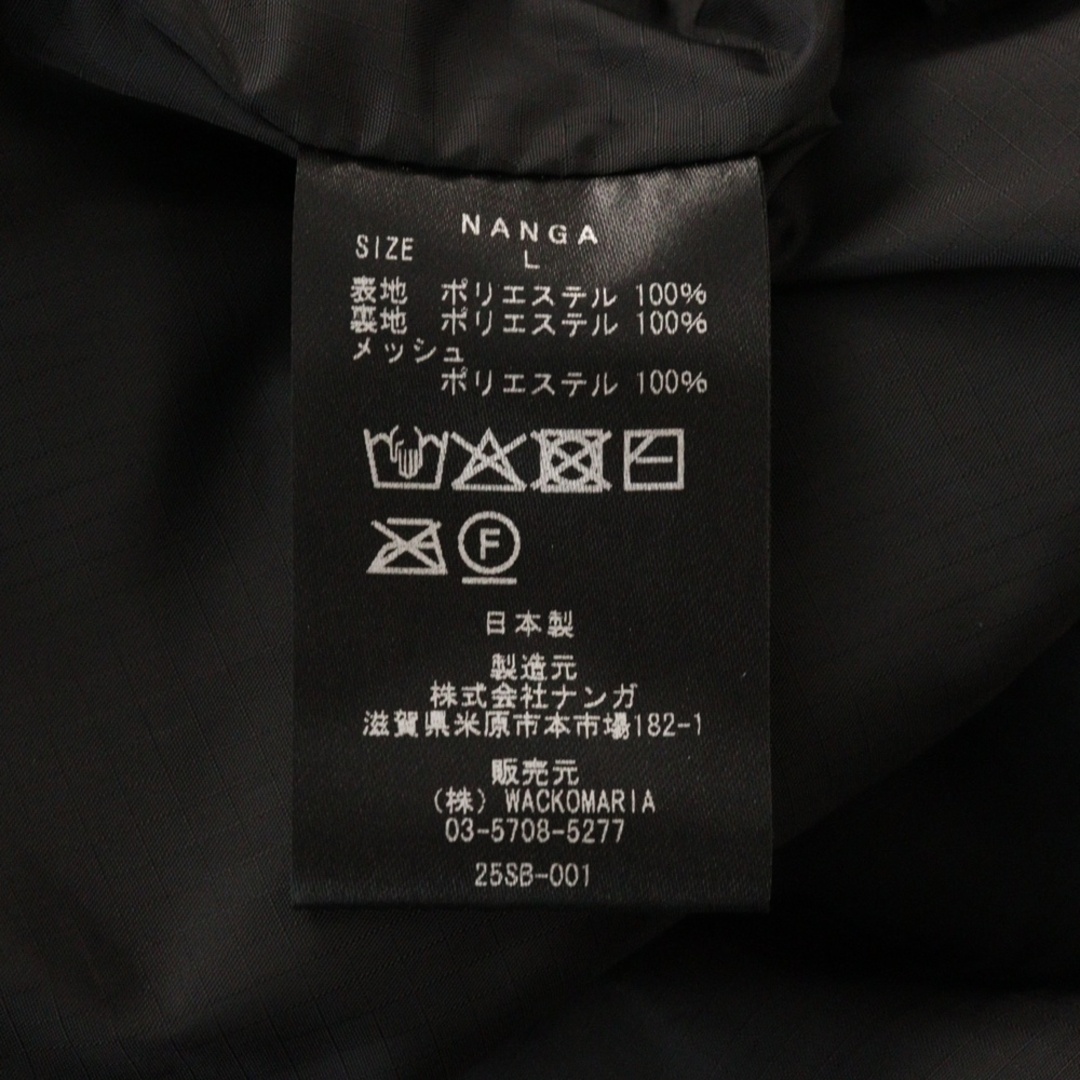 NANGA
SIZE L
表地 ポリエステル 100%
裏地 ポリエステル 100%
メッシュ
ポリエステル 100%
F
日本製
製造元
株式会社ナンガ
滋賀県米原市本市場182-1
販売元
(株) WACKOMARIA
03-5708-5277
25SB-001